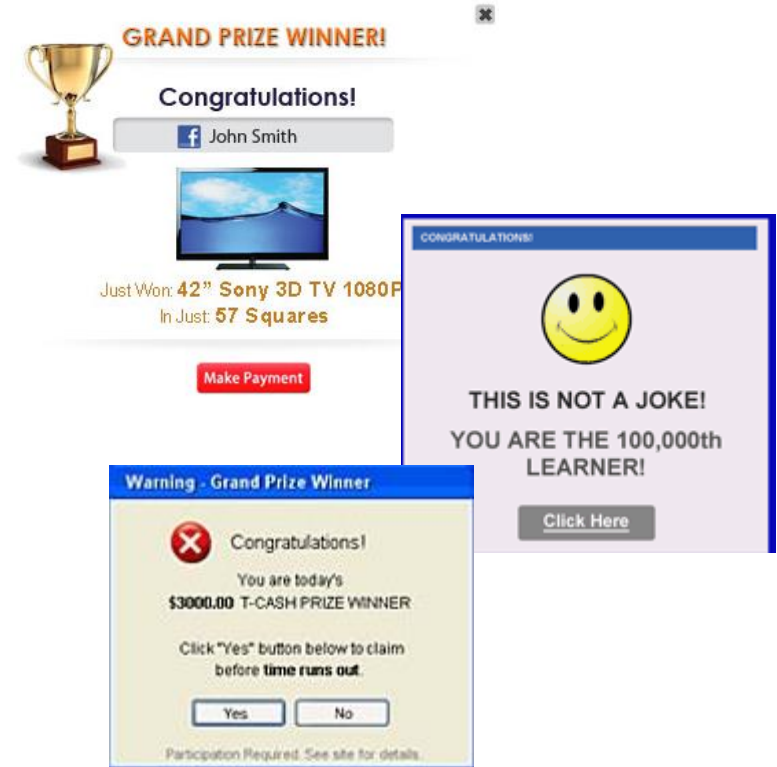 GRAND PRIZE WINNER!
Congratulations!
John Smith
Just Won: 42” Sony 3D TV 1080P
In Just: 57 Squares
Make Payment
CONGRATULATIONS!
THIS IS NOT A JOKE!
YOU ARE THE 100,000th
LEARNER!
Click Here
Warning - Grand Prize Winner
Congratulations!
You are today's
$3000.00 T-CASH PRIZE WINNER
Click "Yes" button below to claim
before time runs out.
Yes
No
Participation Required. See site for details.